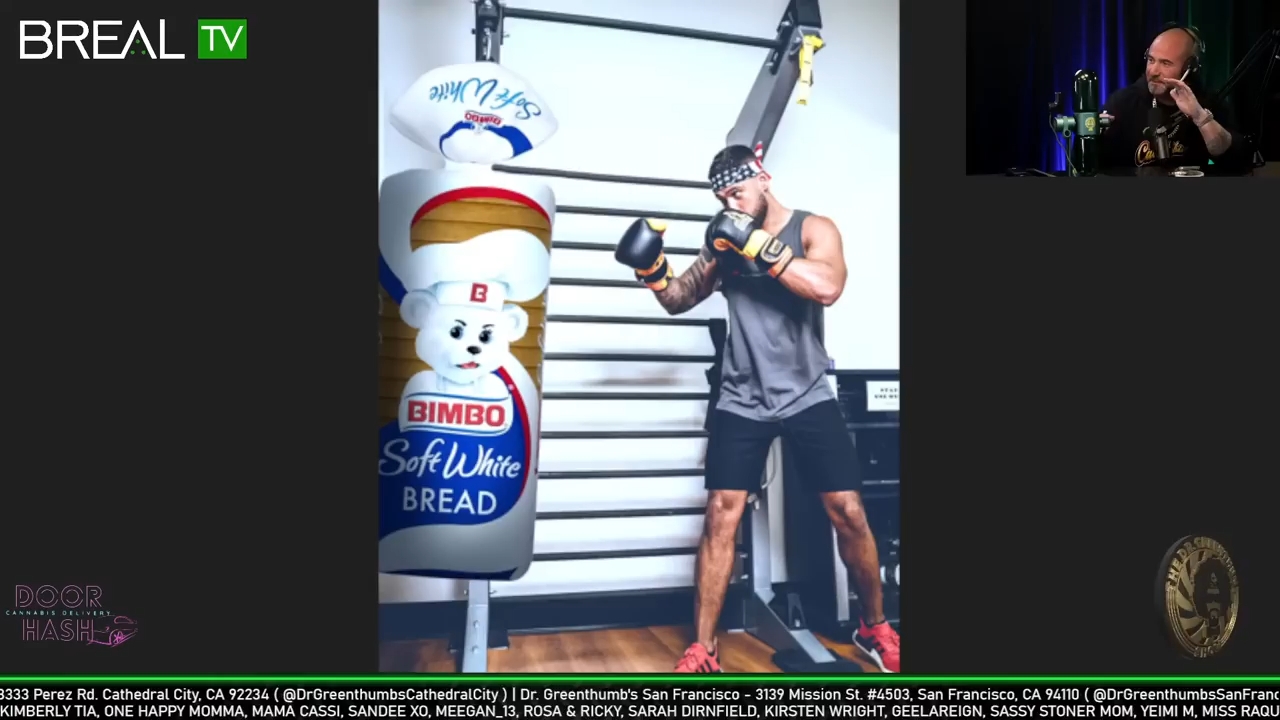 BREAL TV
Soft White
BIMBO
B
BIMBO
Soft White
BREAD
DOOR
CANNABIS DELIVERY
HASH
3333 Perez Rd. Cathedral City, CA 92234 ( @DrGreenthumbsCathedralCity ) | Dr. Greenthumb's San Francisco - 3139 Mission St. #4503, San Francisco, CA 94110 ( @DrGreenthumbsSanFranc
KIMBERLY TIA, ONE HAPPY MOMMA, MAMA CASSI, SANDEE XO, MEEGAN_13, ROSA & RICKY, SARAH DIRNFIELD, KIRSTEN WRIGHT, GEELAREIGN, SASSY STONER MOM, YEIMI M, MISS RAQU